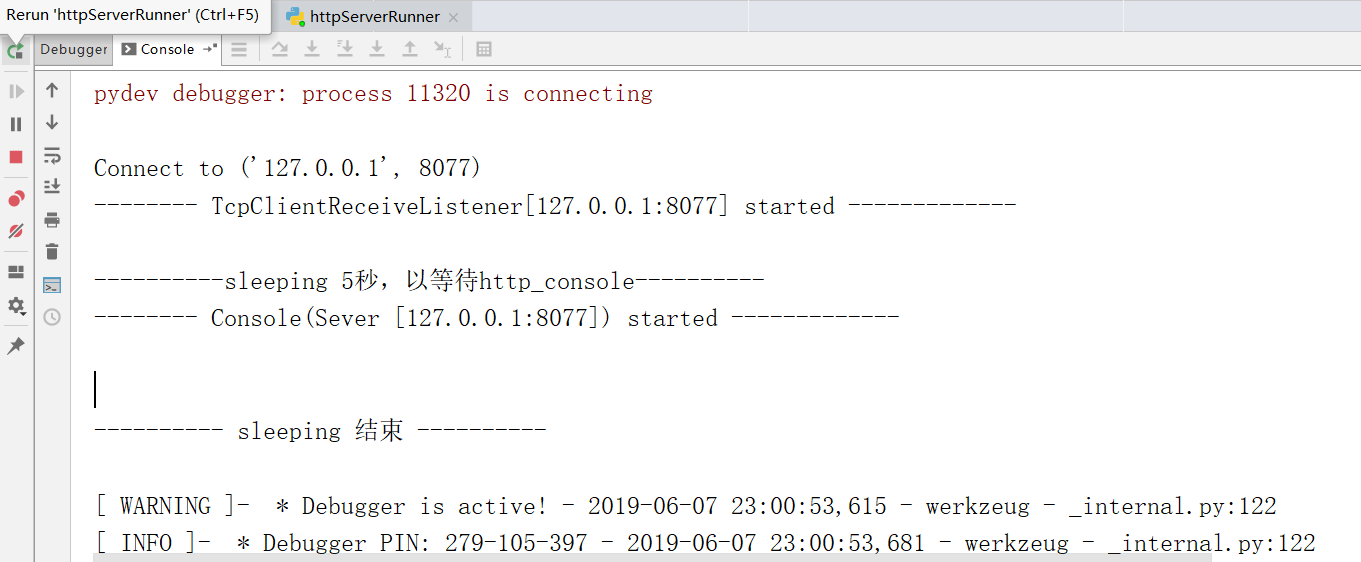 Rerun 'httpServerRunner' (Ctrl+F5)
httpServerRunner
Debugger
Console
pydev debugger: process 11320 is connecting
Connect to ('127.0.0.1', 8077)
-------- TcpClientReceiveListener[127.0.0.1:8077] started -------------
----------sleeping 5秒，以等待http_console----------
-------- Console(Sever [127.0.0.1:8077]) started -------------
---------- sleeping 结束 ----------
[ WARNING ]-  * Debugger is active! - 2019-06-07 23:00:53,615 - werkzeug - _internal.py:122
[ INFO ]-  * Debugger PIN: 279-105-397 - 2019-06-07 23:00:53,681 - werkzeug - _internal.py:122